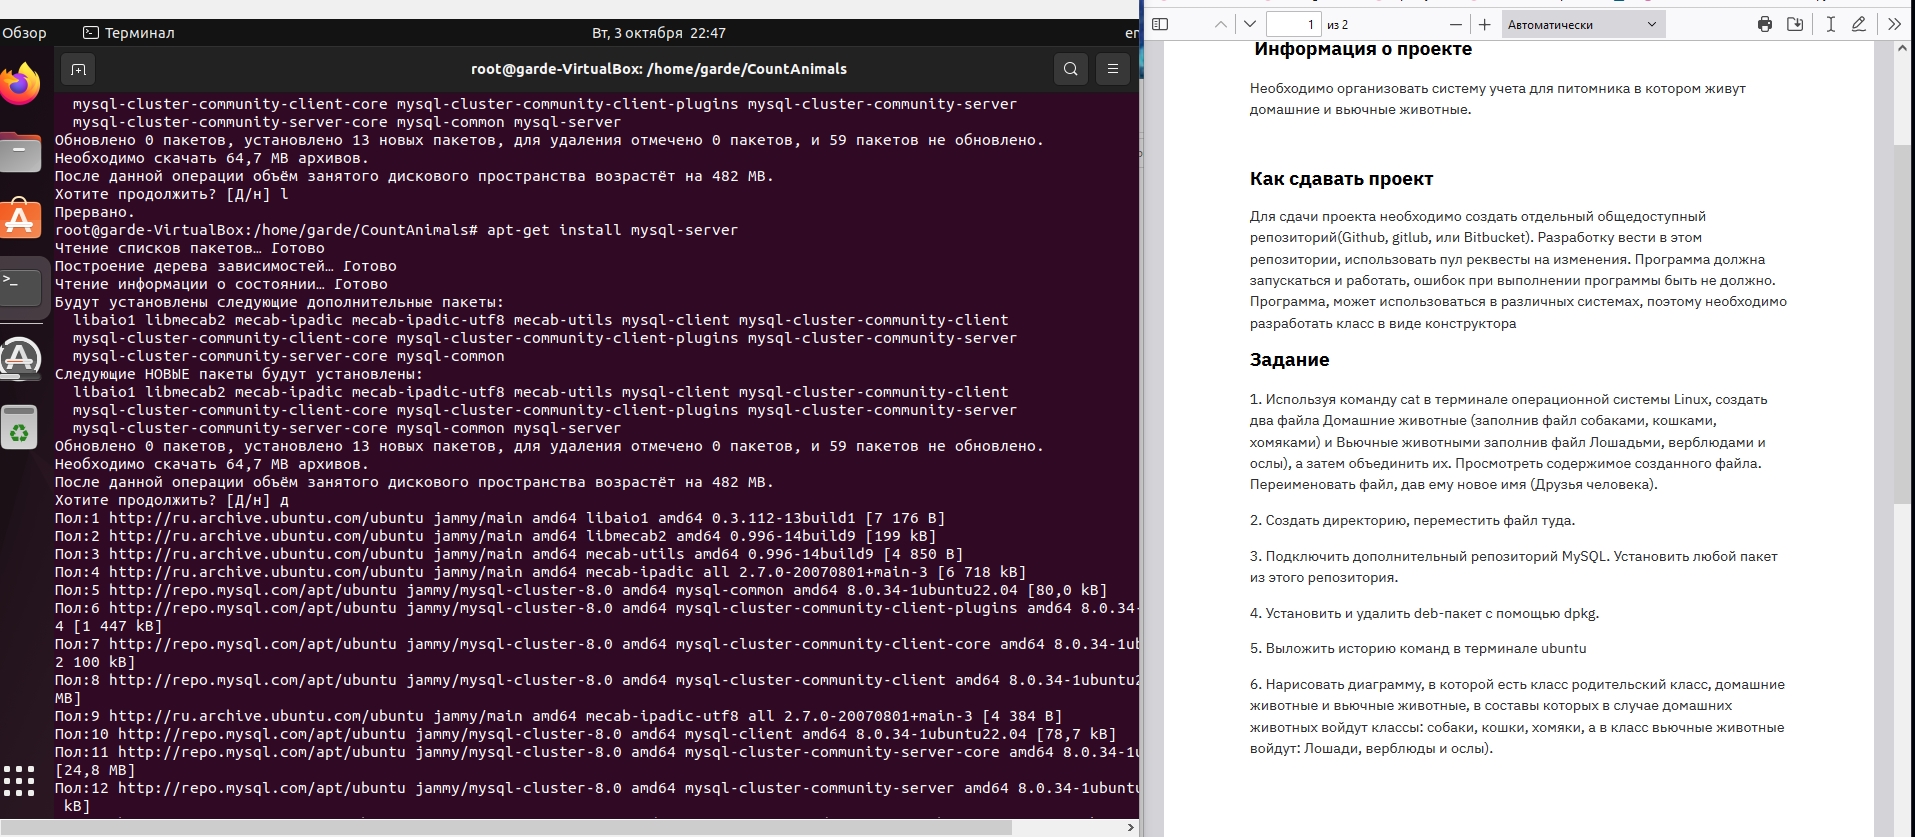 Обзор
Терминал
Вт, 3 октября 22:47
en
root@garde-VirtualBox: /home/garde/CountAnimals
mysql-cluster-community-client-core mysql-cluster-community-client-plugins mysql-cluster-community-server
mysql-cluster-community-server-core mysql-common mysql-server
Обновлено 0 пакетов, установлено 13 новых пакетов, для удаления отмечено 0 пакетов, и 59 пакетов не обновлено.
Необходимо скачать 64,7 MB архивов.
После данной операции объём занятого дискового пространства возрастёт на 482 MB.
Хотите продолжить? [Д/н] l
Прервано.
root@garde-VirtualBox:/home/garde/CountAnimals# apt-get install mysql-server
Чтение списков пакетов… Готово
Построение дерева зависимостей… Готово
Чтение информации о состоянии… Готово
Будут установлены следующие дополнительные пакеты:
libaio1 libmecab2 mecab-ipadic mecab-ipadic-utf8 mecab-utils mysql-client mysql-cluster-community-client
mysql-cluster-community-client-core mysql-cluster-community-client-plugins mysql-cluster-community-server
mysql-cluster-community-server-core mysql-common
Следующие НОВЫЕ пакеты будут установлены:
libaio1 libmecab2 mecab-ipadic mecab-ipadic-utf8 mecab-utils mysql-client mysql-cluster-community-client
mysql-cluster-community-client-core mysql-cluster-community-client-plugins mysql-cluster-community-server
mysql-cluster-community-server-core mysql-common mysql-server
Обновлено 0 пакетов, установлено 13 новых пакетов, для удаления отмечено 0 пакетов, и 59 пакетов не обновлено.
Необходимо скачать 64,7 MB архивов.
После данной операции объём занятого дискового пространства возрастёт на 482 MB.
Хотите продолжить? [Д/н] д
Пол:1 http://ru.archive.ubuntu.com/ubuntu jammy/main amd64 libaio1 amd64 0.3.112-13build1 [7 176 B]
Пол:2 http://ru.archive.ubuntu.com/ubuntu jammy/main amd64 libmecab2 amd64 0.996-14build9 [199 kB]
Пол:3 http://ru.archive.ubuntu.com/ubuntu jammy/main amd64 mecab-utils amd64 0.996-14build9 [4 850 B]
Пол:4 http://ru.archive.ubuntu.com/ubuntu jammy/main amd64 mecab-ipadic all 2.7.0-20070801+main-3 [6 718 kB]
Пол:5 http://repo.mysql.com/apt/ubuntu jammy/mysql-cluster-8.0 amd64 mysql-common amd64 8.0.34-1ubuntu22.04 [80,0 kB]
Пол:6 http://repo.mysql.com/apt/ubuntu jammy/mysql-cluster-8.0 amd64 mysql-cluster-community-client-plugins amd64 8.0.34-
4 [1 447 kB]
Пол:7 http://repo.mysql.com/apt/ubuntu jammy/mysql-cluster-8.0 amd64 mysql-cluster-community-client-core amd64 8.0.34-1ub
2 100 kB]
Пол:8 http://repo.mysql.com/apt/ubuntu jammy/mysql-cluster-8.0 amd64 mysql-cluster-community-client amd64 8.0.34-1ubuntu2
MB]
Пол:9 http://ru.archive.ubuntu.com/ubuntu jammy/main amd64 mecab-ipadic-utf8 all 2.7.0-20070801+main-3 [4 384 B]
Пол:10 http://repo.mysql.com/apt/ubuntu jammy/mysql-cluster-8.0 amd64 mysql-client amd64 8.0.34-1ubuntu22.04 [78,7 kB]
Пол:11 http://repo.mysql.com/apt/ubuntu jammy/mysql-cluster-8.0 amd64 mysql-cluster-community-server-core amd64 8.0.34-1u
[24,8 MB]
Пол:12 http://repo.mysql.com/apt/ubuntu jammy/mysql-cluster-8.0 amd64 mysql-cluster-community-server amd64 8.0.34-1ubuntu
kB]
1 из 2
Автоматически
Информация о проекте
Необходимо организовать систему учета для питомника в котором живут
домашние и вьючные животные.
Как сдавать проект
Для сдачи проекта необходимо создать отдельный общедоступный
репозиторий(Github, gitlub, или Bitbucket). Разработку вести в этом
репозитории, использовать пул реквесты на изменения. Программа должна
запускаться и работать, ошибок при выполнении программы быть не должно.
Программа, может использоваться в различных системах, поэтому необходимо
разработать класс в виде конструктора
Задание
1. Используя команду cat в терминале операционной системы Linux, создать
два файла Домашние животные (заполнив файл собаками, кошками,
хомяками) и Вьючные животными заполнив файл Лошадьми, верблюдами и
ослы), а затем объединить их. Просмотреть содержимое созданного файла.
Переименовать файл, дав ему новое имя (Друзья человека).
2. Создать директорию, переместить файл туда.
3. Подключить дополнительный репозиторий MySQL. Установить любой пакет
из этого репозитория.
4. Установить и удалить deb-пакет с помощью dpkg.
5. Выложить историю команд в терминале ubuntu
6. Нарисовать диаграмму, в которой есть класс родительский класс, домашние
животные и вьючные животные, в составы которых в случае домашних
животных войдут классы: собаки, кошки, хомяки, а в класс вьючные животные
войдут: Лошади, верблюды и ослы).